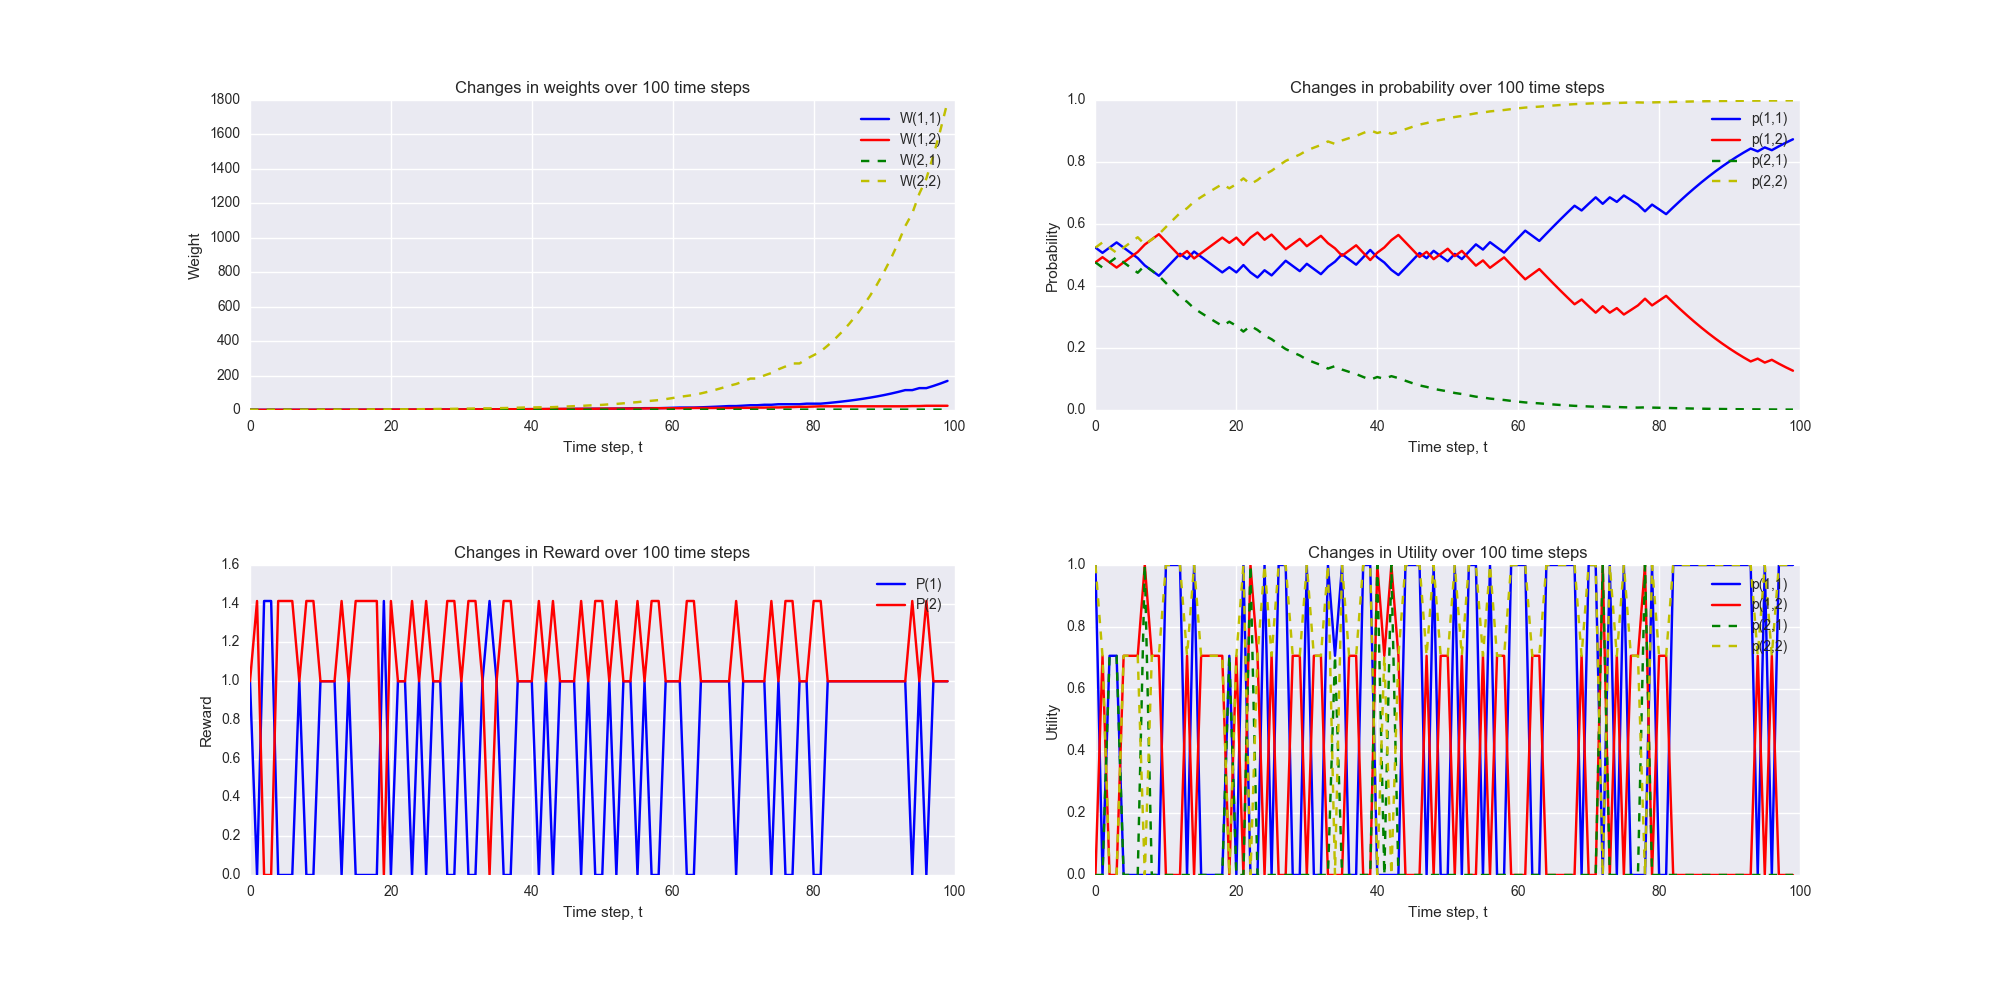 Changes in weights over 100 time steps
1800
1600
1400
1200
1000
800
600
400
200
0
Weight
0 20 40 60 80 100
Time step, t
W(1,1)
W(1,2)
W(2,1)
W(2,2)
Changes in probability over 100 time steps
1.0
0.8
0.6
0.4
0.2
0.0
Probability
0 20 40 60 80 100
Time step, t
p(1,1)
p(1,2)
p(2,1)
p(2,2)
Changes in Reward over 100 time steps
1.6
1.4
1.2
1.0
0.8
0.6
0.4
0.2
0.0
Reward
0 20 40 60 80 100
Time step, t
P(1)
P(2)
Changes in Utility over 100 time steps
1.0
0.8
0.6
0.4
0.2
0.0
Utility
0 20 40 60 80 100
Time step, t
p(1,1)
p(1,2)
p(2,1)
p(2,2)